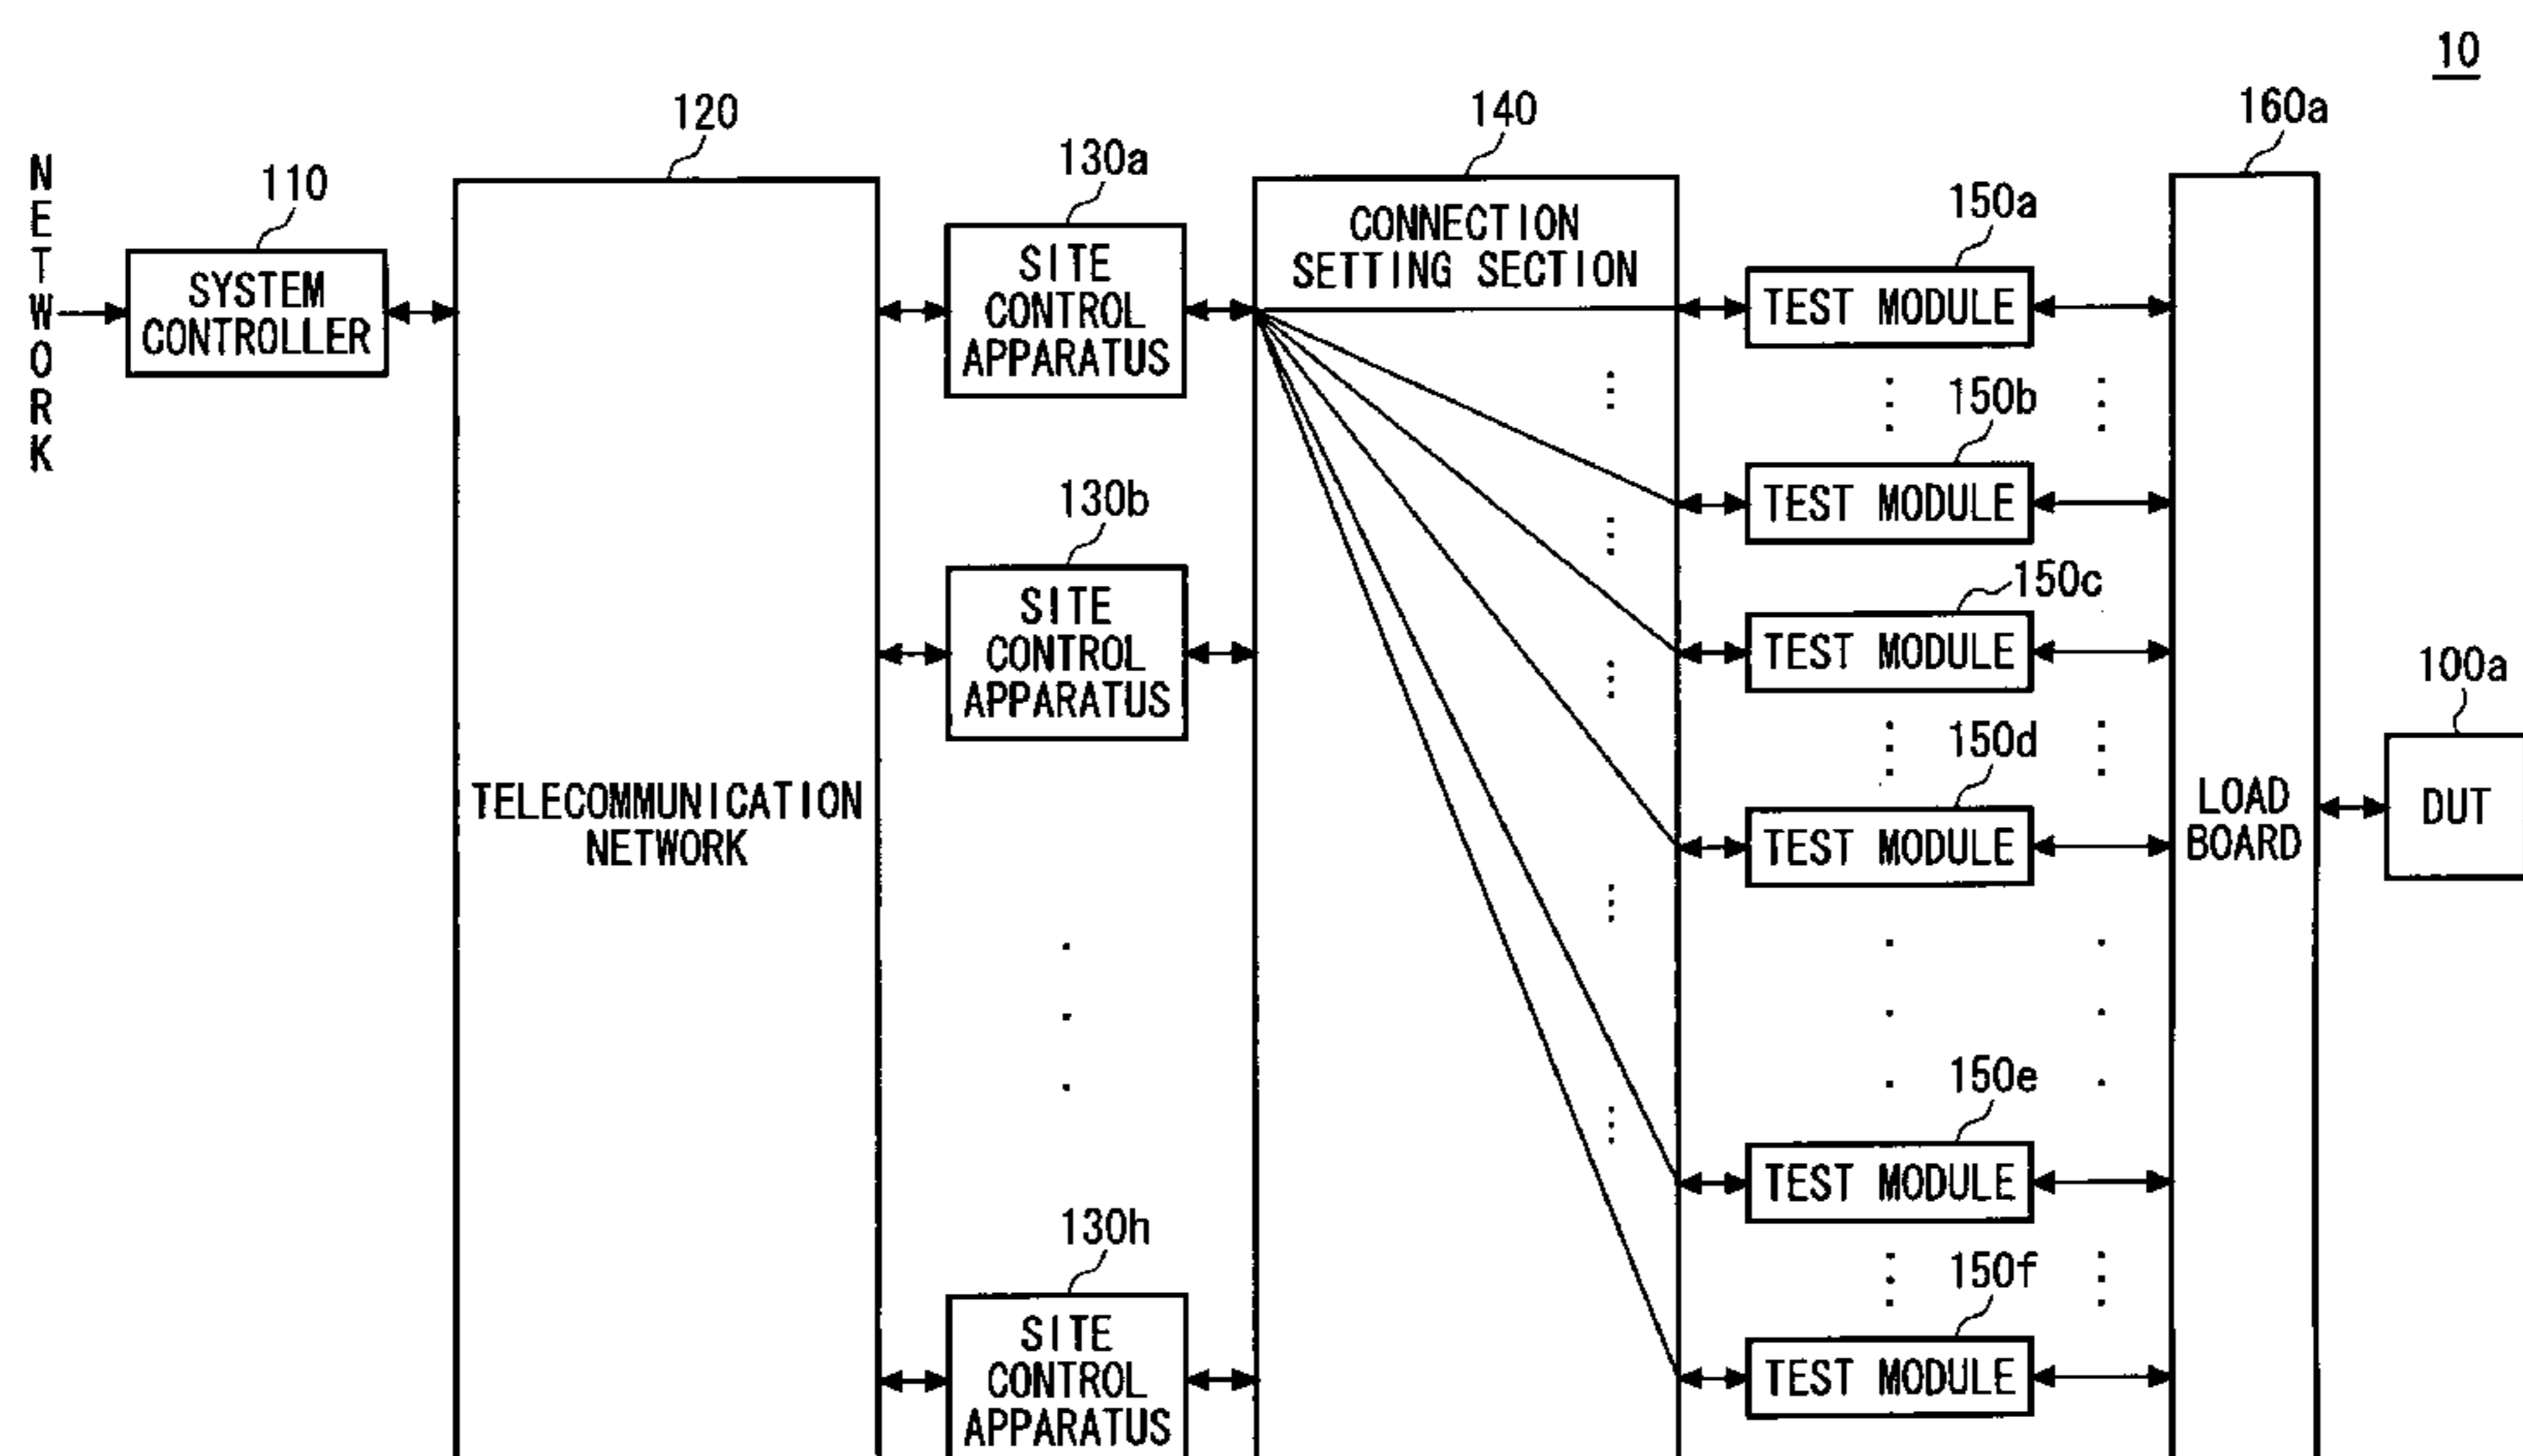 10
NETWORK
110
SYSTEM
CONTROLLER
120
TELECOMMUNICATION
NETWORK
130a
SITE
CONTROL
APPARATUS
130b
SITE
CONTROL
APPARATUS
130h
SITE
CONTROL
APPARATUS
140
CONNECTION
SETTING SECTION
150a
TEST MODULE
150b
TEST MODULE
150c
TEST MODULE
150d
TEST MODULE
150e
TEST MODULE
150f
TEST MODULE
160a
LOAD
BOARD
100a
DUT